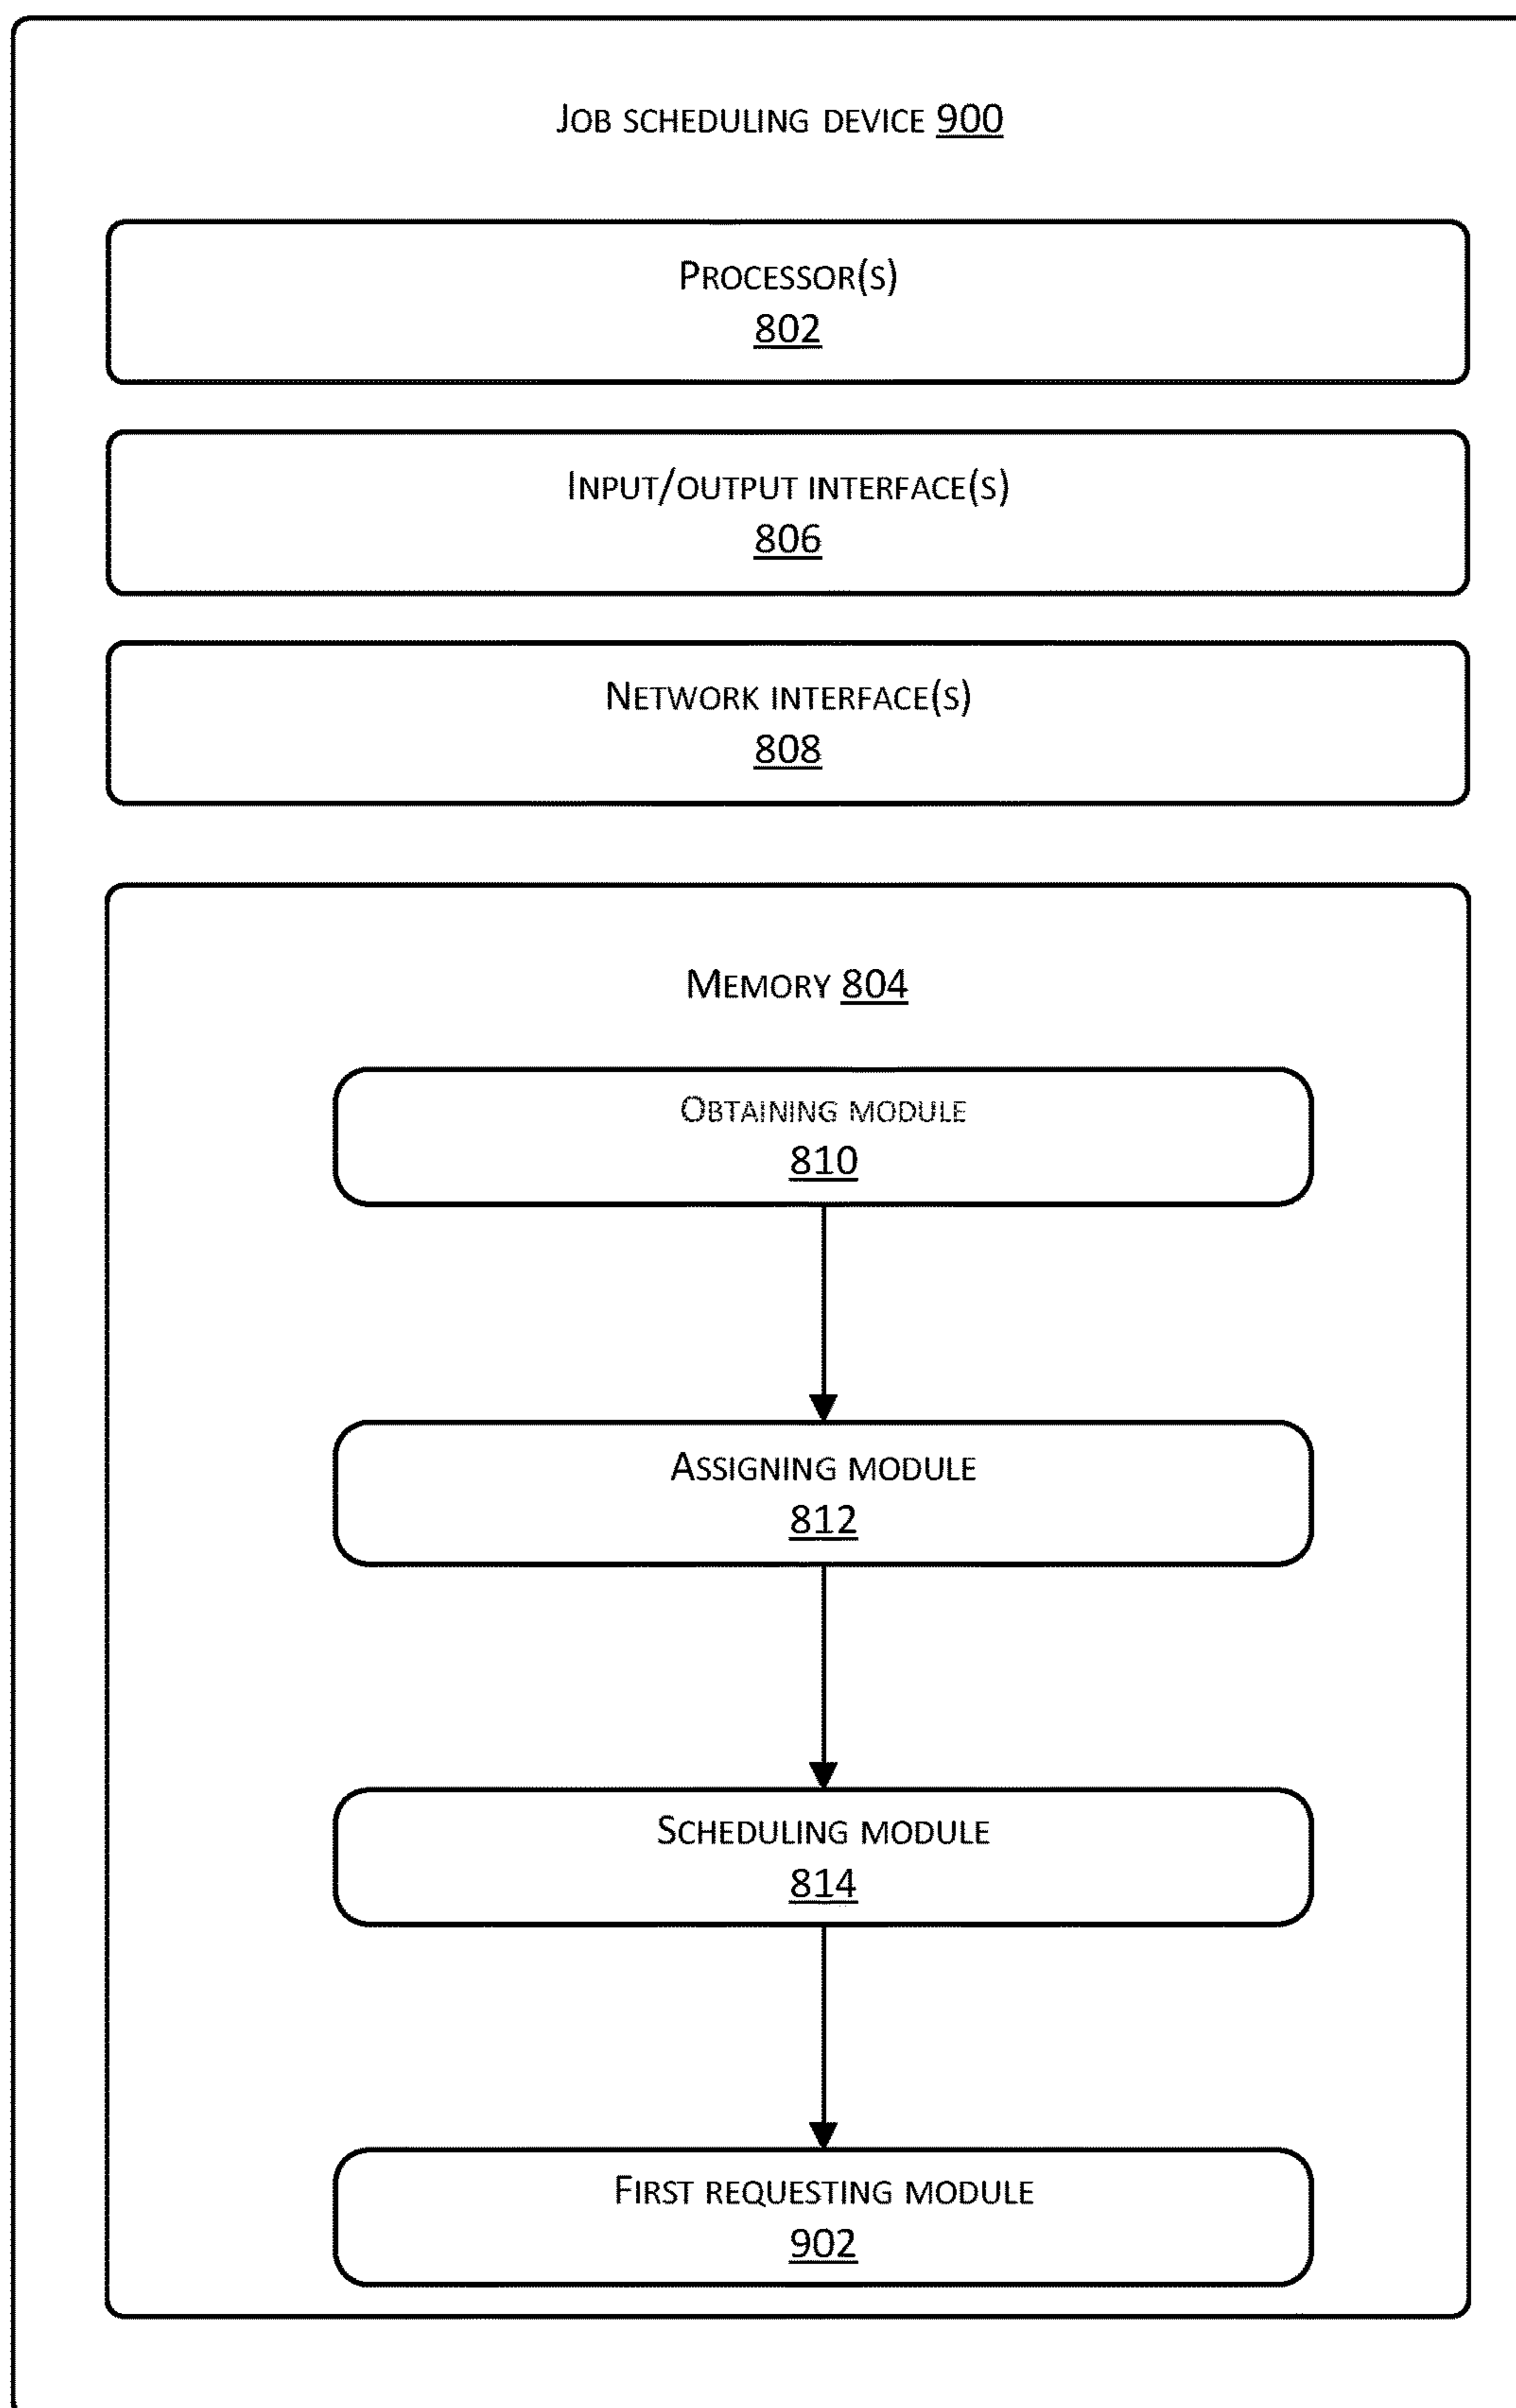 Job scheduling device 900
Processor(s)
802
Input/output interface(s)
806
Network interface(s)
808
Memory 804
Obtaining module
810
Assigning module
812
Scheduling module
814
First requesting module
902